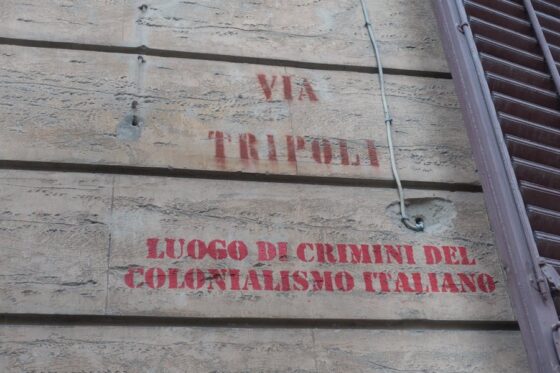 VIA
TRIPOLI
LUOGO DI CRIMINI DEL
COLONIALISMO ITALIANO